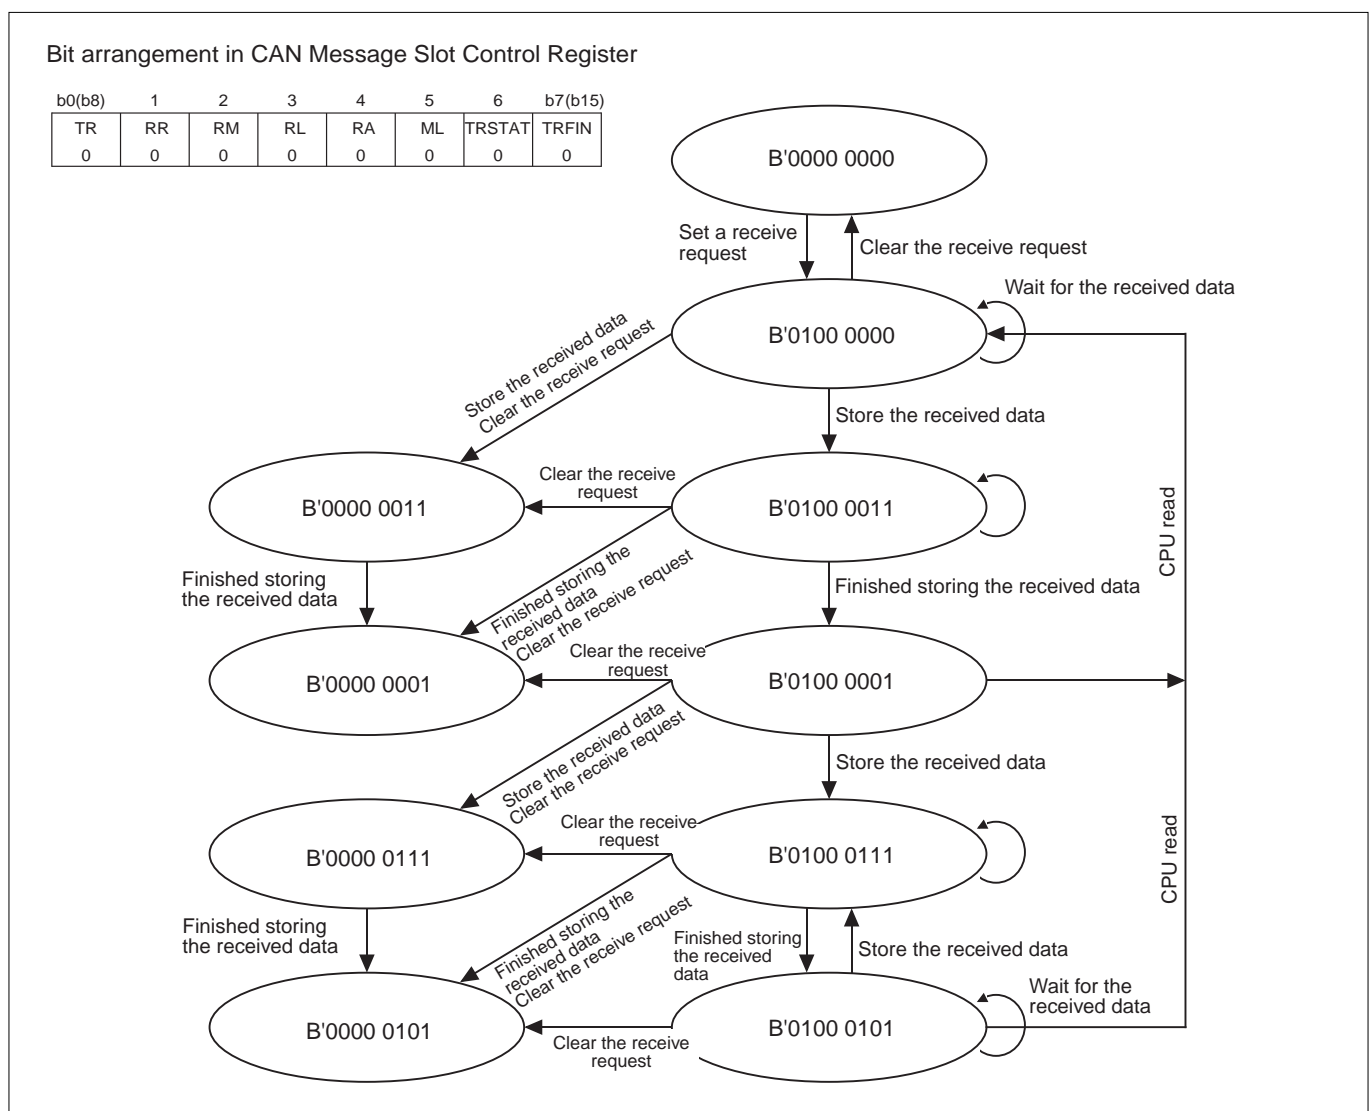 Bit arrangement in CAN Message Slot Control Register
b0(b8) 1 2 3 4 5 6 b7(b15)
TR RR RM RL RA ML TRSTAT TRFIN
0 0 0 0 0 0 0 0
B'0000 0000
Set a receive
request
Clear the receive request
Wait for the received data
B'0100 0000
Store the received data
Clear the receive request
Store the received data
Clear the receive
request
B'0000 0011
B'0100 0011
CPU read
Finished storing
the received data
Finished storing the
received data
Clear the receive request
Finished storing the received data
Clear the receive
request
B'0000 0001
B'0100 0001
Store the received data
Clear the receive request
Store the received data
Clear the receive
request
B'0000 0111
B'0100 0111
CPU read
Finished storing
the received data
Finished storing the
received data
Clear the receive request
Finished storing
the received
data
Store the received data
Wait for the
received data
B'0000 0101
B'0100 0101
Clear the receive
request